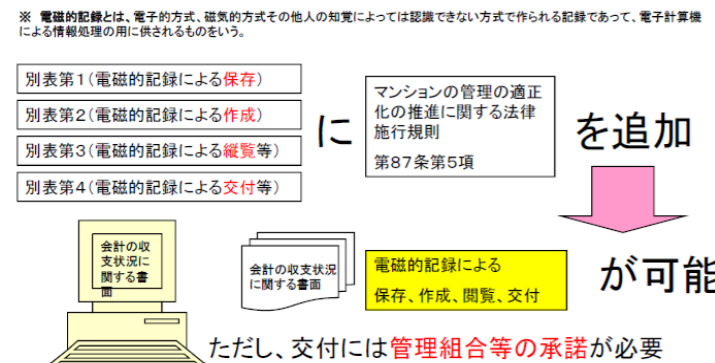 ※ 電磁的記録とは、電子的方式、磁気的方式その他人の知覚によっては認識できない方式で作られる記録であって、電子計算機
による情報処理の用に供されるものをいう。
別表第1(電磁的記録による保存)
別表第2(電磁的記録による作成)
別表第3(電磁的記録による縦覧等)
別表第4(電磁的記録による交付等)
に
マンションの管理の適正
化の推進に関する法律
施行規則
第87条第5項
を追加
会計の収
支状況に
関する書
面
会計の収支状況
に関する書面
電磁的記録による
保存、作成、閲覧、交付
が可能
ただし、交付には管理組合等の承諾が必要